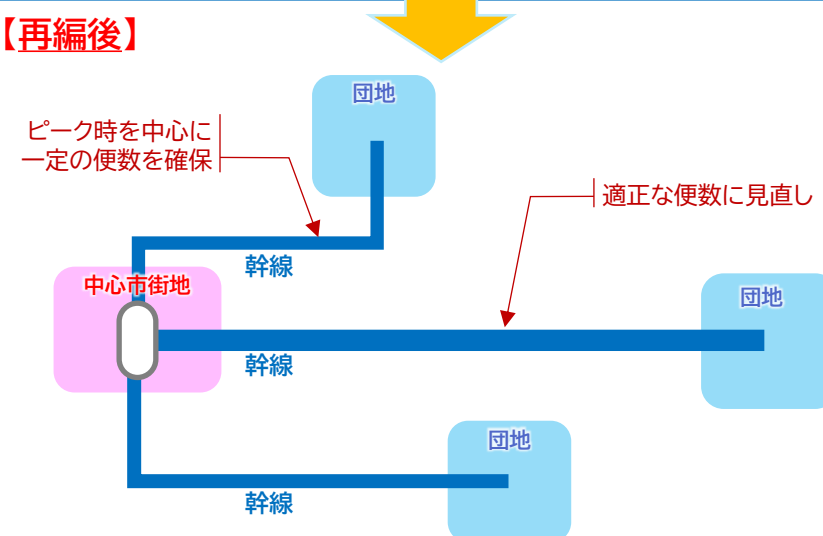 【再編後】
団地
ピーク時を中心に
一定の便数を確保
適正な便数に見直し
幹線
中心市街地
団地
幹線
団地
幹線